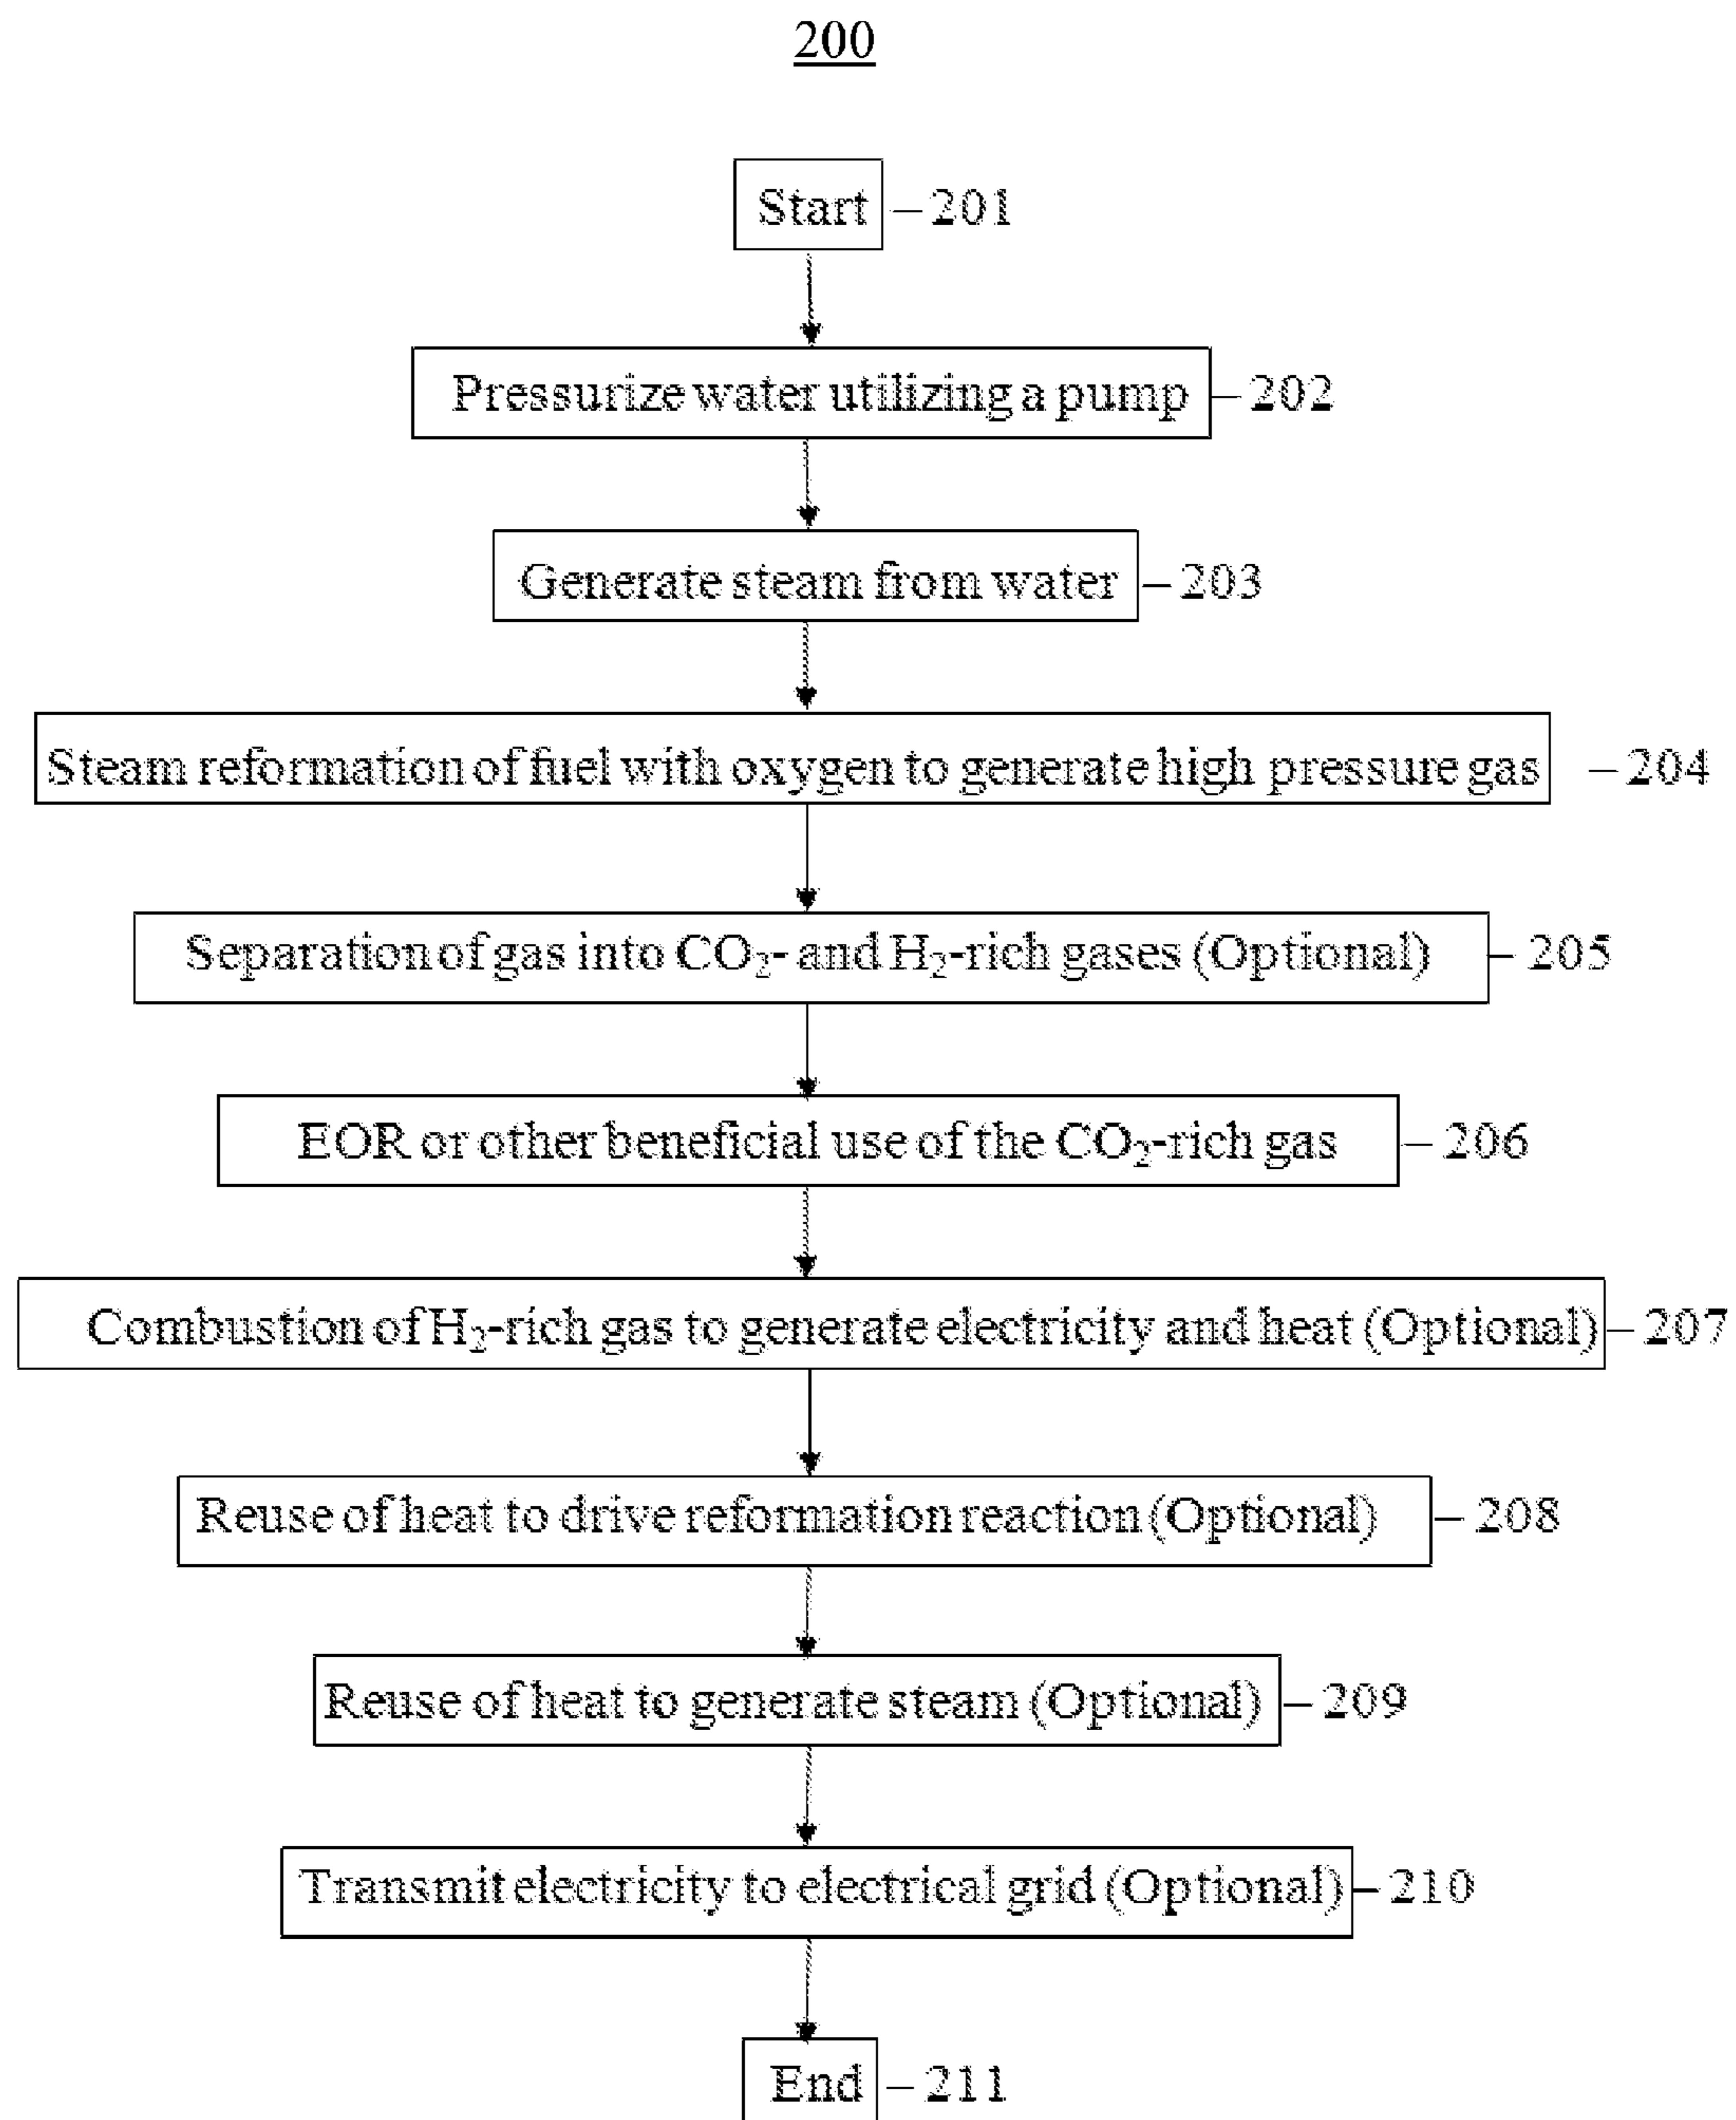 200
Start – 201
Pressurize water utilizing a pump – 202
Generate steam from water – 203
Steam reformation of fuel with oxygen to generate high pressure gas – 204
Separation of gas into CO₂- and H₂-rich gases (Optional) – 205
EOR or other beneficial use of the CO₂-rich gas – 206
Combustion of H₂-rich gas to generate electricity and heat (Optional) – 207
Reuse of heat to drive reformation reaction (Optional) – 208
Reuse of heat to generate steam (Optional) – 209
Transmit electricity to electrical grid (Optional) – 210
End – 211